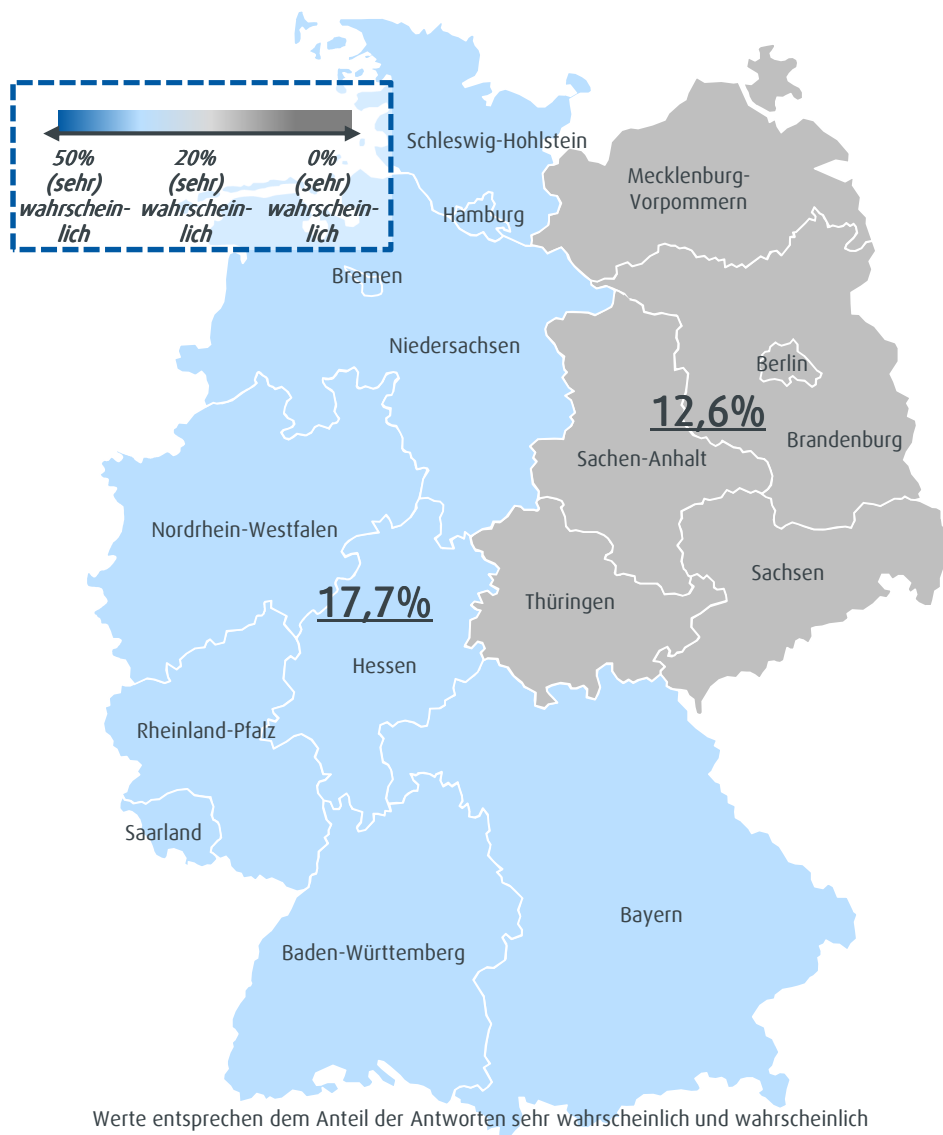 50%
(sehr)
wahrschein-
lich
20%
(sehr)
wahrschein-
lich
0%
(sehr)
wahrschein-
lich
Schleswig-Hohlstein
Mecklenburg-
Vorpommern
Hamburg
Bremen
Niedersachsen
Berlin
12,6%
Brandenburg
Sachen-Anhalt
Nordrhein-Westfalen
Sachsen
Thüringen
17,7%
Hessen
Rheinland-Pfalz
Saarland
Bayern
Baden-Württemberg
Werte entsprechen dem Anteil der Antworten sehr wahrscheinlich und wahrscheinlich